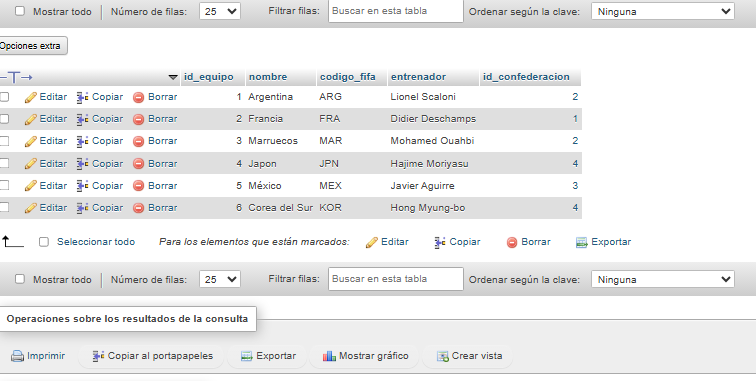 Mostrar todo Número de filas: 25 Filtrar filas: Buscar en esta tabla Ordenar según la clave: Ninguna
Opciones extra
id_equipo nombre codigo_fifa entrenador id_confederacion
Editar Copiar Borrar 1 Argentina ARG Lionel Scaloni 2
Editar Copiar Borrar 2 Francia FRA Didier Deschamps 1
Editar Copiar Borrar 3 Marruecos MAR Mohamed Ouahbi 2
Editar Copiar Borrar 4 Japon JPN Hajime Moriyasu 4
Editar Copiar Borrar 5 México MEX Javier Aguirre 3
Editar Copiar Borrar 6 Corea del Sur KOR Hong Myung-bo 4
Seleccionar todo Para los elementos que están marcados: Editar Copiar Borrar Exportar
Mostrar todo Número de filas: 25 Filtrar filas: Buscar en esta tabla Ordenar según la clave: Ninguna
Operaciones sobre los resultados de la consulta
Imprimir Copiar al portapapeles Exportar Mostrar gráfico Crear vista